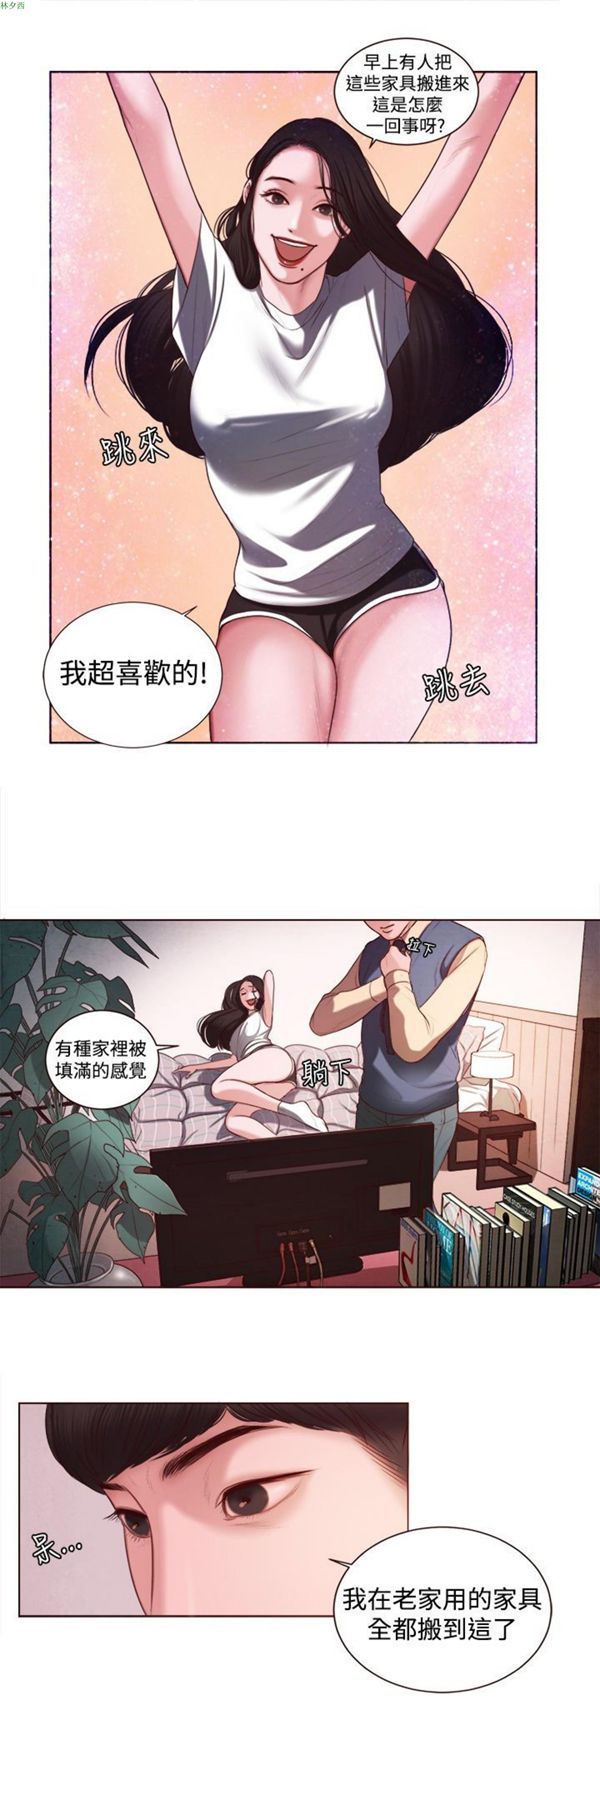 林夕西
早上有人把
這些家具搬進來
這是怎麼
一回事呀?
跳來
我超喜歡的!
跳去
拉下
有種家裡被
填滿的感覺
躺下
呆...
我在老家用的家具
全都搬到這了